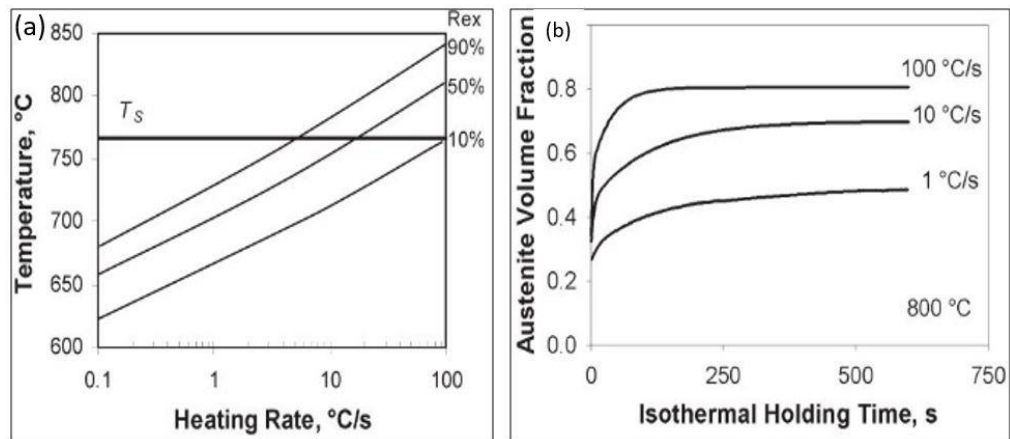 (a)
850
800
750
700
650
600
Temperature, °C
T_S
Rex
90%
50%
10%
0.1 1 10 100
Heating Rate, °C/s
(b)
Austenite Volume Fraction
0.8
0.6
0.4
0.2
0.0
100 °C/s
10 °C/s
1 °C/s
800 °C
0 250 500 750
Isothermal Holding Time, s